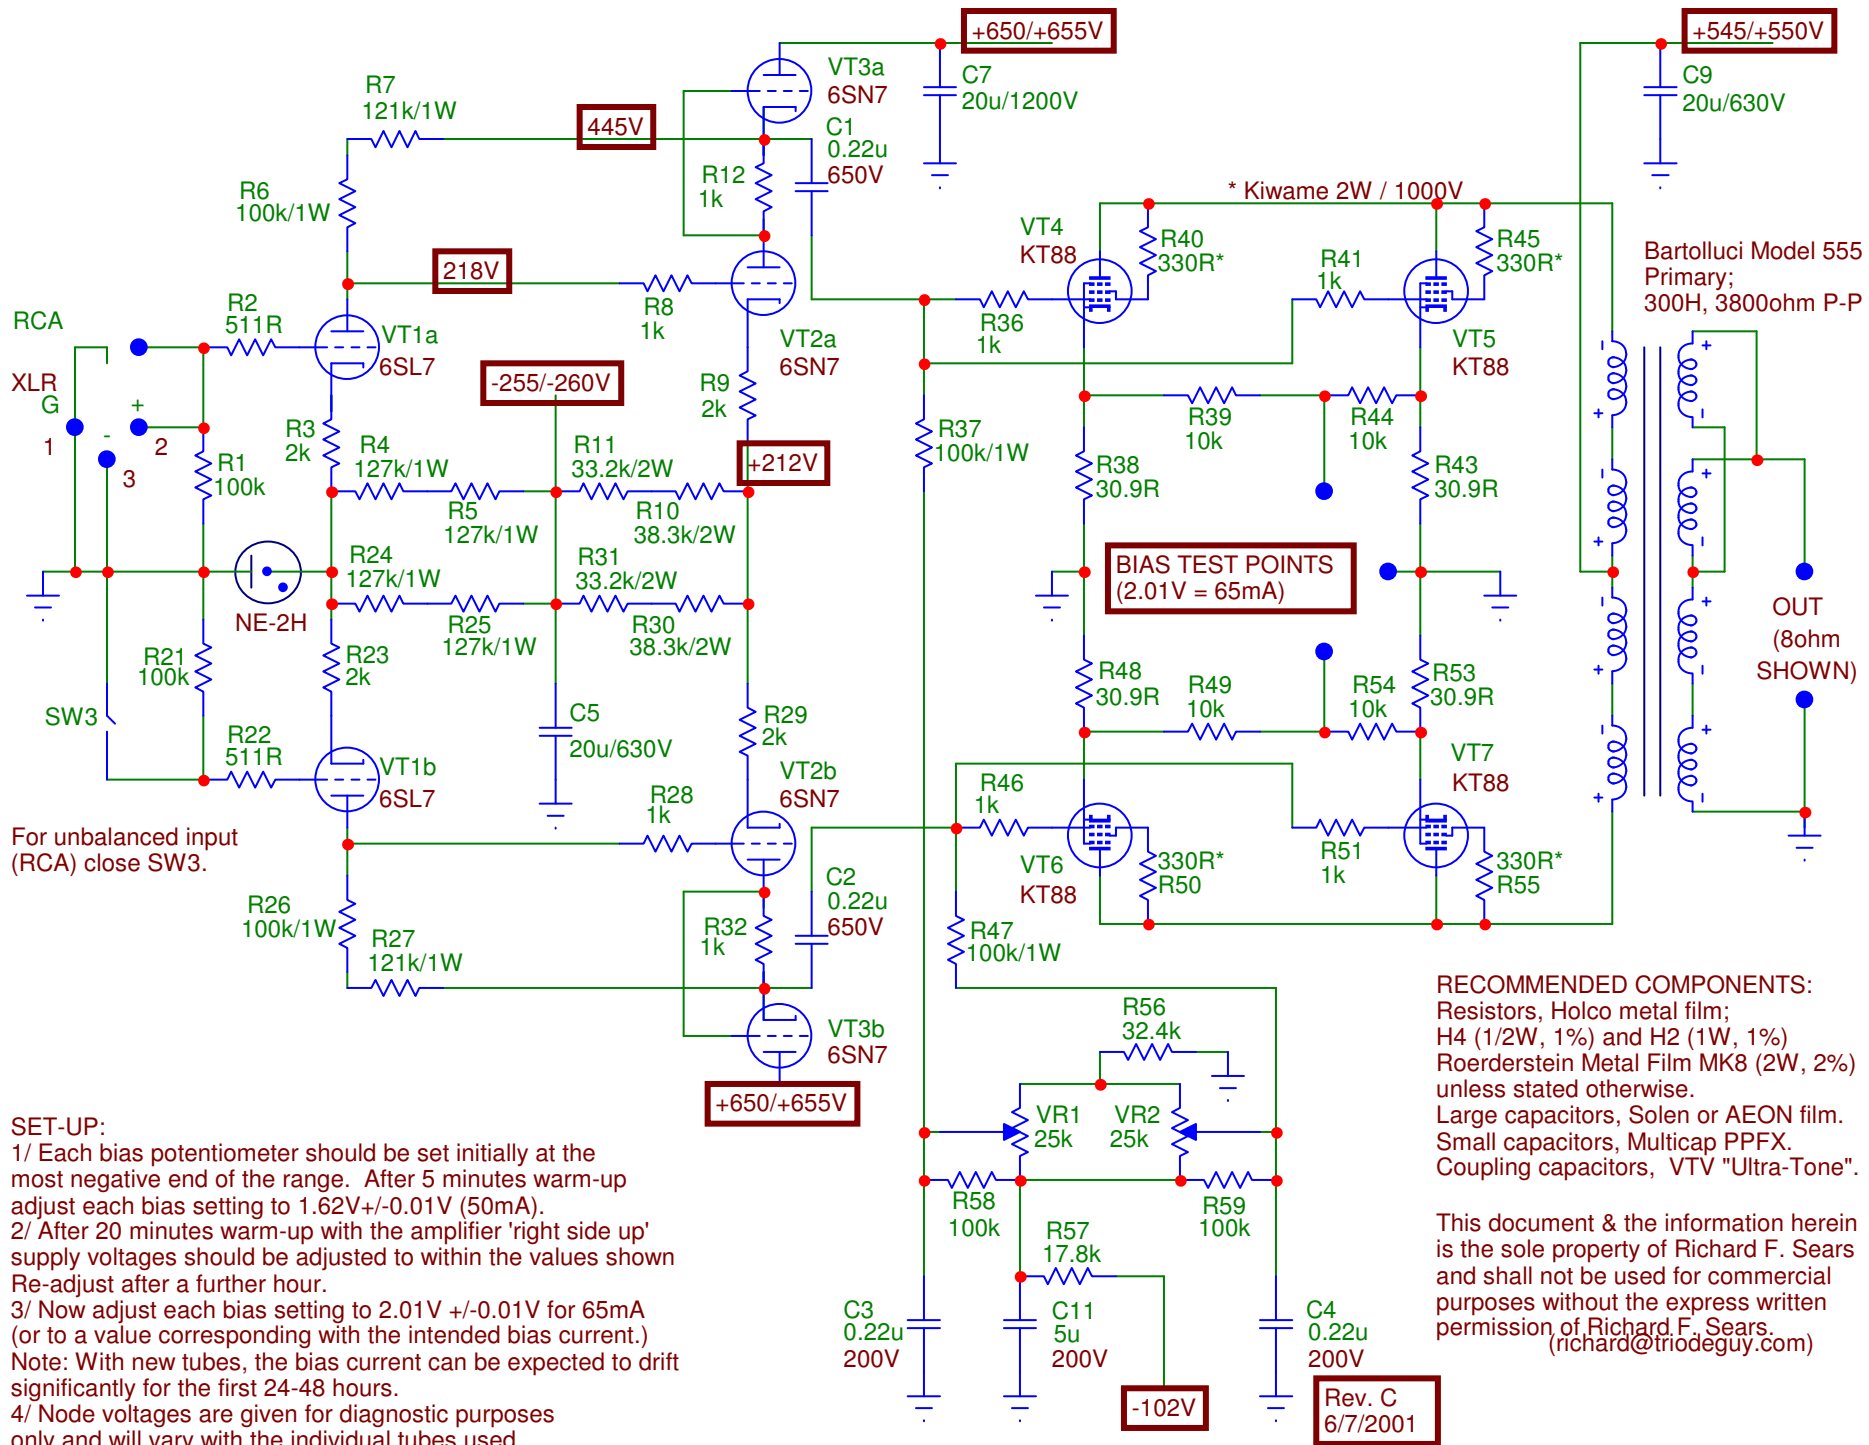 +650/+655V
+545/+550V
R7
121k/1W
VT3a
6SN7
C7
20u/1200V
C9
20u/630V
445V
C1
0.22u
650V
R12
1k
R6
100k/1W
* Kiwame 2W / 1000V
VT4
KT88
R40
330R*
R41
1k
R45
330R*
Bartolluci Model 555
Primary;
300H, 3800ohm P-P
218V
R8
1k
R2
511R
RCA
VT1a
6SL7
VT2a
6SN7
R36
1k
VT5
KT88
XLR
G
1
+
-
2
3
-255/-260V
R9
2k
R3
2k
R39
10k
R44
10k
R4
127k/1W
R11
33.2k/2W
+212V
R37
100k/1W
R1
100k
R38
30.9R
R43
30.9R
R5
127k/1W
R10
38.3k/2W
R24
127k/1W
R31
33.2k/2W
BIAS TEST POINTS
(2.01V = 65mA)
NE-2H
R25
127k/1W
R30
38.3k/2W
OUT
(8ohm
SHOWN)
R21
100k
R23
2k
R48
30.9R
R49
10k
R54
10k
R53
30.9R
SW3
R22
511R
C5
20u/630V
R29
2k
VT1b
6SL7
VT2b
6SN7
VT7
KT88
R28
1k
R46
1k
For unbalanced input
(RCA) close SW3.
VT6
KT88
330R*
R50
R51
1k
330R*
R55
R26
100k/1W
R27
121k/1W
R32
1k
C2
0.22u
650V
R47
100k/1W
VT3b
6SN7
R56
32.4k
+650/+655V
VR1
25k
VR2
25k
R58
100k
R59
100k
R57
17.8k
C3
0.22u
200V
C11
5u
200V
C4
0.22u
200V
-102V
Rev. C
6/7/2001
RECOMMENDED COMPONENTS:
Resistors, Holco metal film;
H4 (1/2W, 1%) and H2 (1W, 1%)
Roerderstein Metal Film MK8 (2W, 2%)
unless stated otherwise.
Large capacitors, Solen or AEON film.
Small capacitors, Multicap PPFX.
Coupling capacitors, VTV "Ultra-Tone".
This document & the information herein
is the sole property of Richard F. Sears
and shall not be used for commercial
purposes without the express written
permission of Richard F. Sears.
(richard@triodeguy.com)
SET-UP:
1/ Each bias potentiometer should be set initially at the
most negative end of the range. After 5 minutes warm-up
adjust each bias setting to 1.62V+/-0.01V (50mA).
2/ After 20 minutes warm-up with the amplifier 'right side up'
supply voltages should be adjusted to within the values shown
Re-adjust after a further hour.
3/ Now adjust each bias setting to 2.01V +/-0.01V for 65mA
(or to a value corresponding with the intended bias current.)
Note: With new tubes, the bias current can be expected to drift
significantly for the first 24-48 hours.
4/ Node voltages are given for diagnostic purposes
only and will vary with the individual tubes used